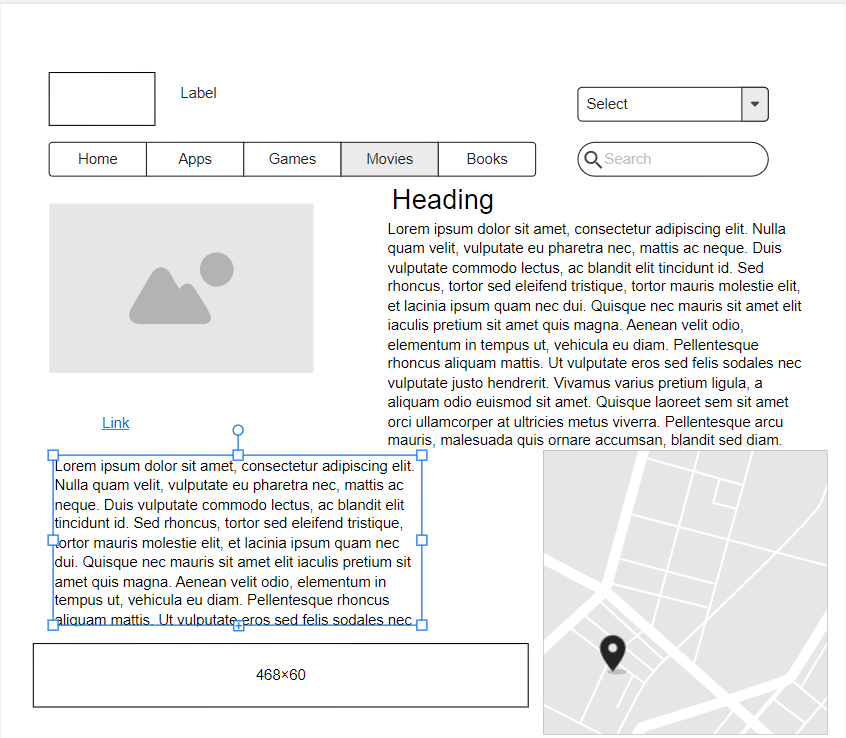 Label
Select
Home Apps Games Movies Books
Search
Heading
Lorem ipsum dolor sit amet, consectetur adipiscing elit. Nulla
quam velit, vulputate eu pharetra nec, mattis ac neque. Duis
vulputate commodo lectus, ac blandit elit tincidunt id. Sed
rhoncus, tortor sed eleifend tristique, tortor mauris molestie elit,
et lacinia ipsum quam nec dui. Quisque nec mauris sit amet elit
iaculis pretium sit amet quis magna. Aenean velit odio,
elementum in tempus ut, vehicula eu diam. Pellentesque
rhoncus aliquam mattis. Ut vulputate eros sed felis sodales nec
vulputate justo hendrerit. Vivamus varius pretium ligula, a
aliquam odio euismod sit amet. Quisque laoreet sem sit amet
orci ullamcorper at ultricies metus viverra. Pellentesque arcu
mauris, malesuada quis ornare accumsan, blandit sed diam.
Link
Lorem ipsum dolor sit amet, consectetur adipiscing elit.
Nulla quam velit, vulputate eu pharetra nec, mattis ac
neque. Duis vulputate commodo lectus, ac blandit elit
tincidunt id. Sed rhoncus, tortor sed eleifend tristique,
tortor mauris molestie elit, et lacinia ipsum quam nec
dui. Quisque nec mauris sit amet elit iaculis pretium sit
amet quis magna. Aenean velit odio, elementum in
tempus ut, vehicula eu diam. Pellentesque rhoncus
aliquam mattis. Ut vulputate eros sed felis sodales nec
468×60